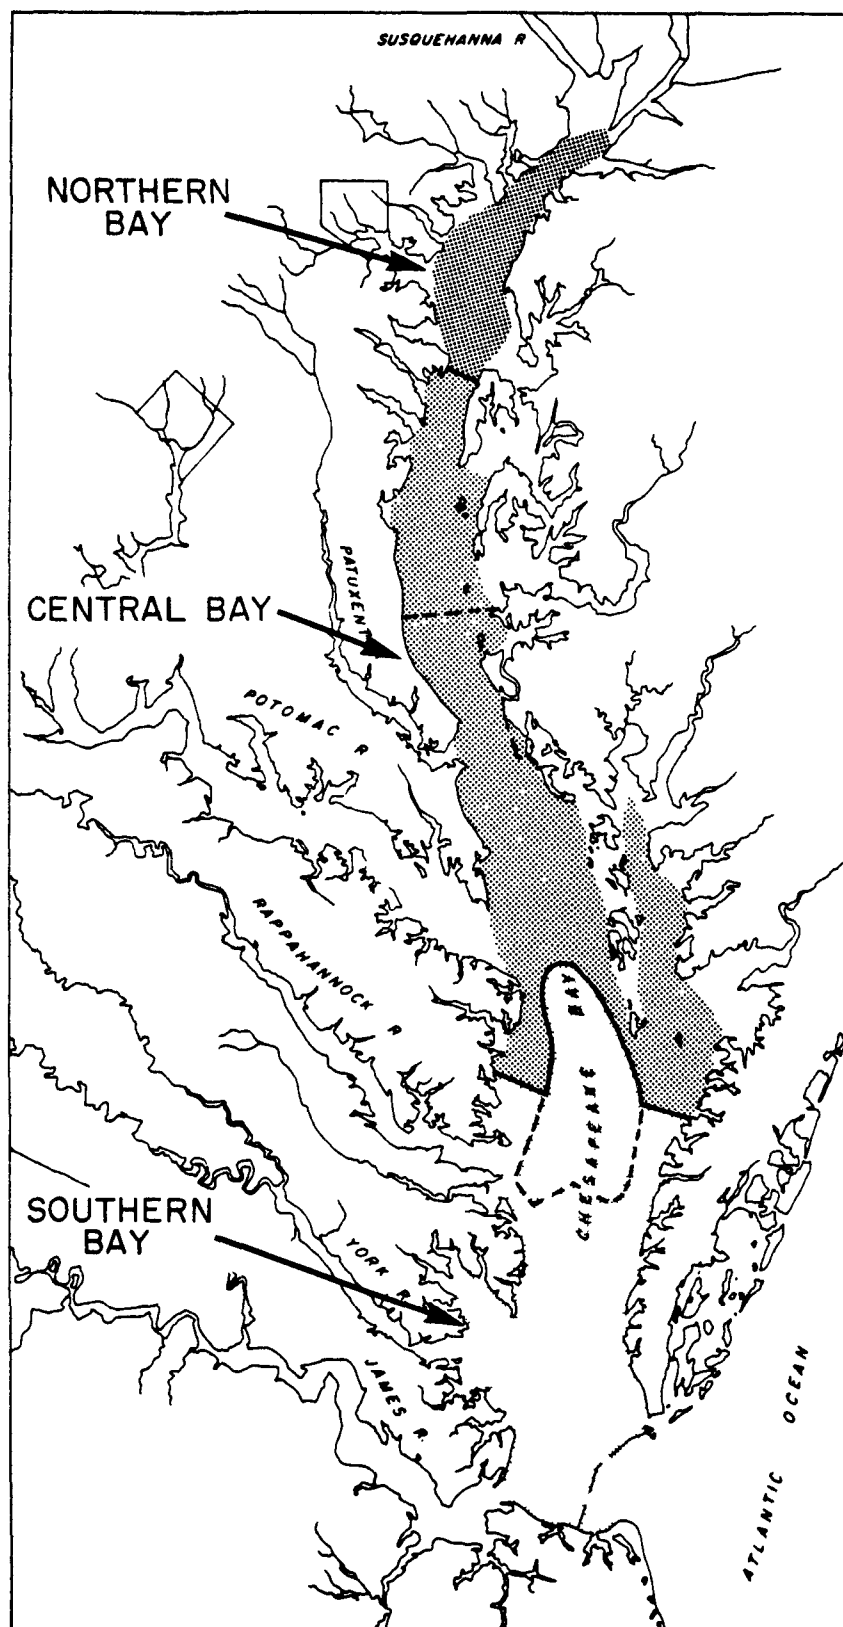 SUSQUEHANNA R
NORTHERN
BAY
PATUXENT
CENTRAL BAY
POTOMAC R
RAPPAHANNOCK R
CHESAPEAKE BAY
SOUTHERN
BAY
YORK R.
JAMES R.
ATLANTIC OCEAN